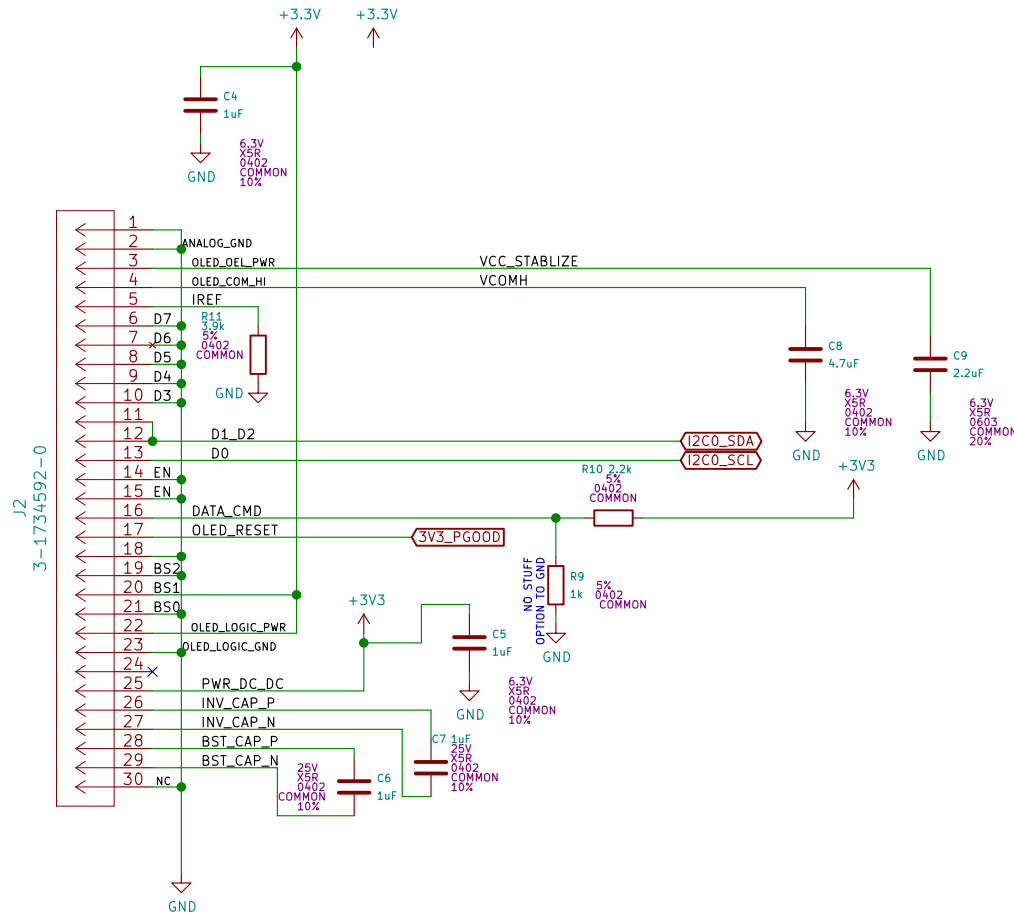 +3.3V
+3.3V
C4
1uF
6.3V
X5R
0402
COMMON
10%
GND
J2
3-1734592-0
1
2
ANALOG_GND
3
OLED_OEL_PWR
VCC_STABLIZE
4
OLED_COM_HI
VCOMH
5
IREF
6
D7
7
D6
8
D5
9
D4
10
D3
11
12
D1_D2
I2C0_SDA
13
D0
I2C0_SCL
14
EN
15
EN
16
DATA_CMD
17
OLED_RESET
3V3_PGOOD
18
19
BS2
20
BS1
21
BS0
22
OLED_LOGIC_PWR
23
OLED_LOGIC_GND
24
25
PWR_DC_DC
26
INV_CAP_P
27
INV_CAP_N
28
BST_CAP_P
29
BST_CAP_N
30
NC
GND
R11
3.9k
5%
0402
COMMON
GND
C8
4.7uF
6.3V
X5R
0402
COMMON
10%
GND
C9
2.2uF
6.3V
X5R
0603
COMMON
20%
GND
+3V3
R10 2.2k
5%
0402
COMMON
NO STUFF
OPTION TO GND
R9
1k
5%
0402
COMMON
GND
+3V3
C5
1uF
6.3V
X5R
0402
COMMON
10%
GND
C7 1uF
25V
X5R
0402
COMMON
10%
25V
X5R
0402
COMMON
10%
C6
1uF